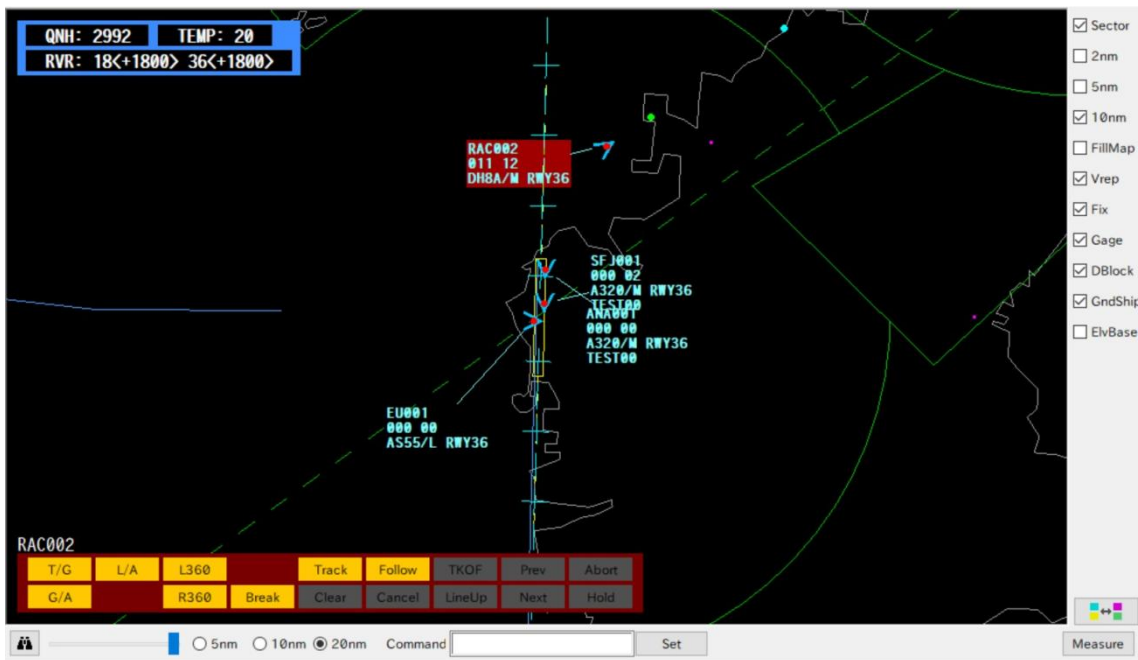 QNH: 2992 TEMP: 20
RVR: 18<+1800> 36<+1800>
RAC002
011 12
DH8A/M RWY36
SFJ001
000 02
A320/M RWY36
TEST00
ANA001
000 00
A320/M RWY36
TEST00
EU001
000 00
AS55/L RWY36
RAC002
T/G L/A L360 Track Follow TKOF Prev Abort
G/A R360 Break Clear Cancel LineUp Next Hold
5nm 10nm 20nm Command Set
Sector
2nm
5nm
10nm
FillMap
Vrep
Fix
Gage
DBlock
GndShip
ElvBase
Measure